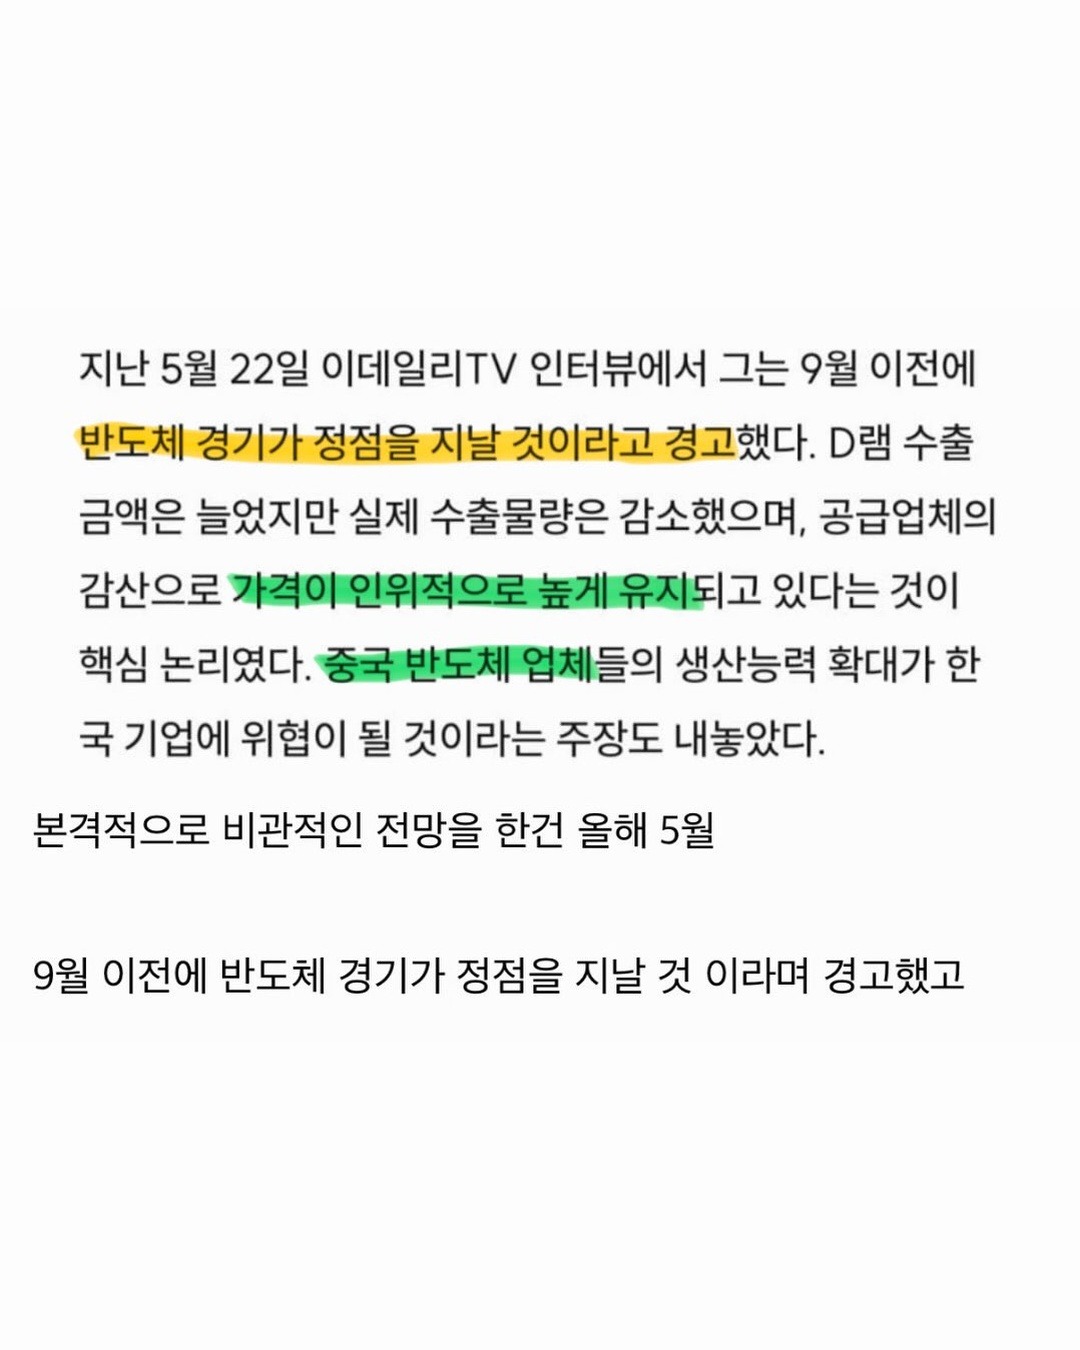 지난 5월 22일 이데일리TV 인터뷰에서 그는 9월 이전에
반도체 경기가 정점을 지날 것이라고 경고했다. D램 수출
금액은 늘었지만 실제 수출물량은 감소했으며, 공급업체의
감산으로 가격이 인위적으로 높게 유지되고 있다는 것이
핵심 논리였다. 중국 반도체 업체들의 생산능력 확대가 한
국 기업에 위협이 될 것이라는 주장도 내놓았다.
본격적으로 비관적인 전망을 한건 올해 5월
9월 이전에 반도체 경기가 정점을 지날 것 이라며 경고했고